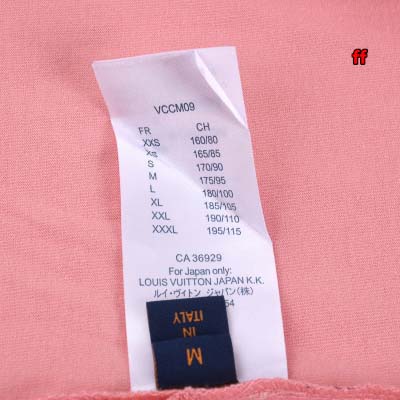 ff
VCCM09
FR CH
XXS 160/80
XS 165/85
S 170/90
M 175/95
L 180/100
XL 185/105
XXL 190/110
XXXL 195/115
CA 36929
For Japan only:
LOUIS VUITTON JAPAN K.K.
ルイ・ヴィトン ジャパン(株)
54
IN
ITALY
M